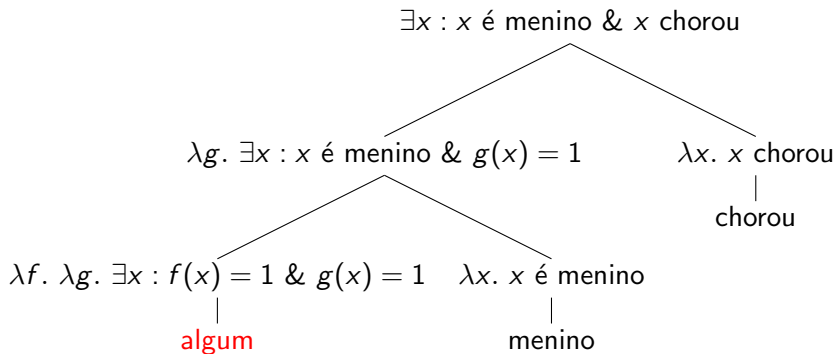 ∃x : x é menino & x chorou
λg. ∃x : x é menino & g(x) = 1
λx. x chorou
chorou
λf. λg. ∃x : f(x) = 1 & g(x) = 1
λx. x é menino
algum
menino